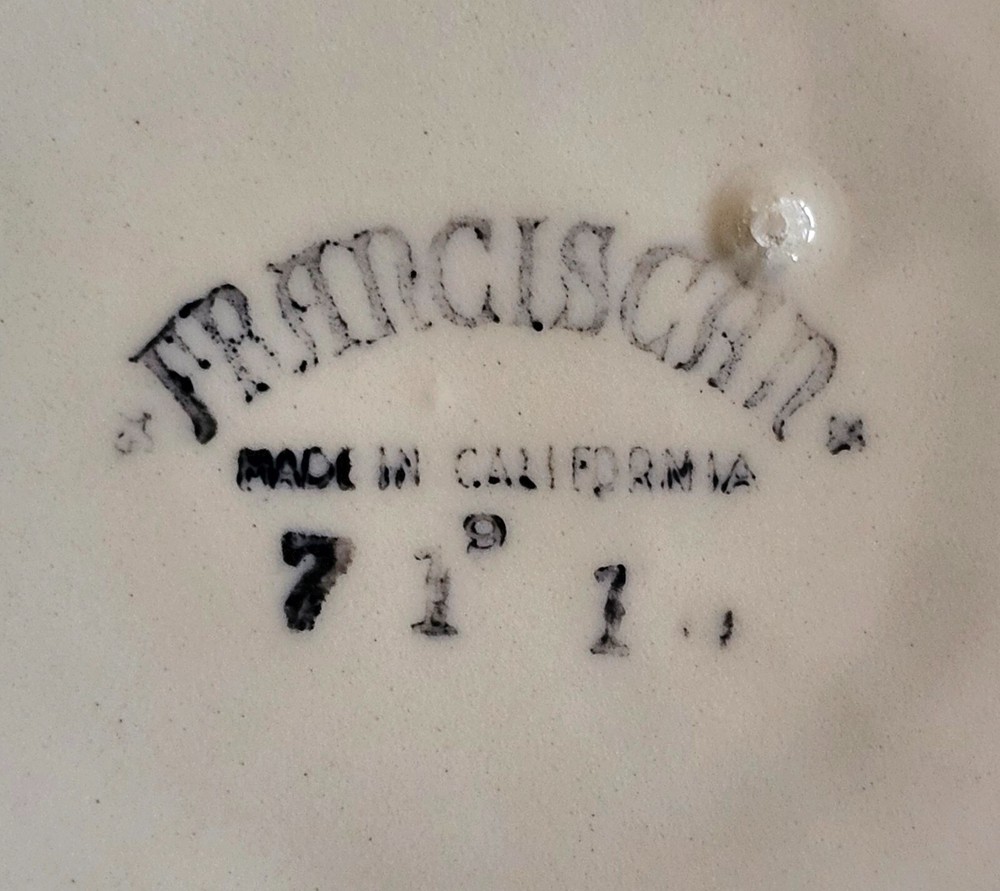 FRANCISCAN
MADE IN CALIFORNIA
9
7 1 1